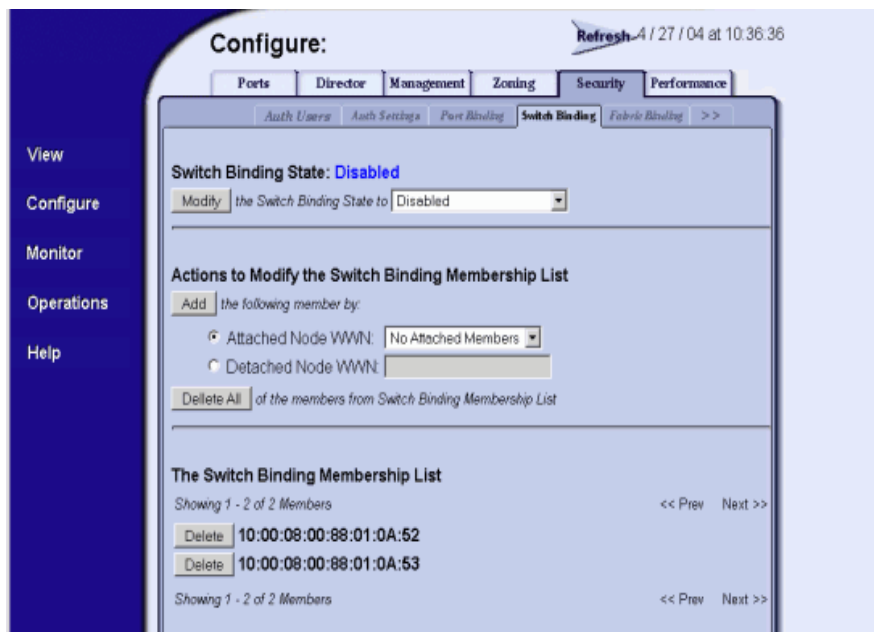 Configure:
Refresh 4 / 27 / 04 at 10:36:36
Ports Director Management Zoning Security Performance
Auth Users Auth Settings Port Binding Switch Binding Fabric Binding >>
View
Configure
Monitor
Operations
Help
Switch Binding State: Disabled
Modify the Switch Binding State to Disabled
Actions to Modify the Switch Binding Membership List
Add the following member by:
Attached Node WWN: No Attached Members
Detached Node WWN:
Dellete All of the members from Switch Binding Membership List
The Switch Binding Membership List
Showing 1 - 2 of 2 Members << Prev Next >>
Delete 10:00:08:00:88:01:0A:52
Delete 10:00:08:00:88:01:0A:53
Showing 1 - 2 of 2 Members << Prev Next >>